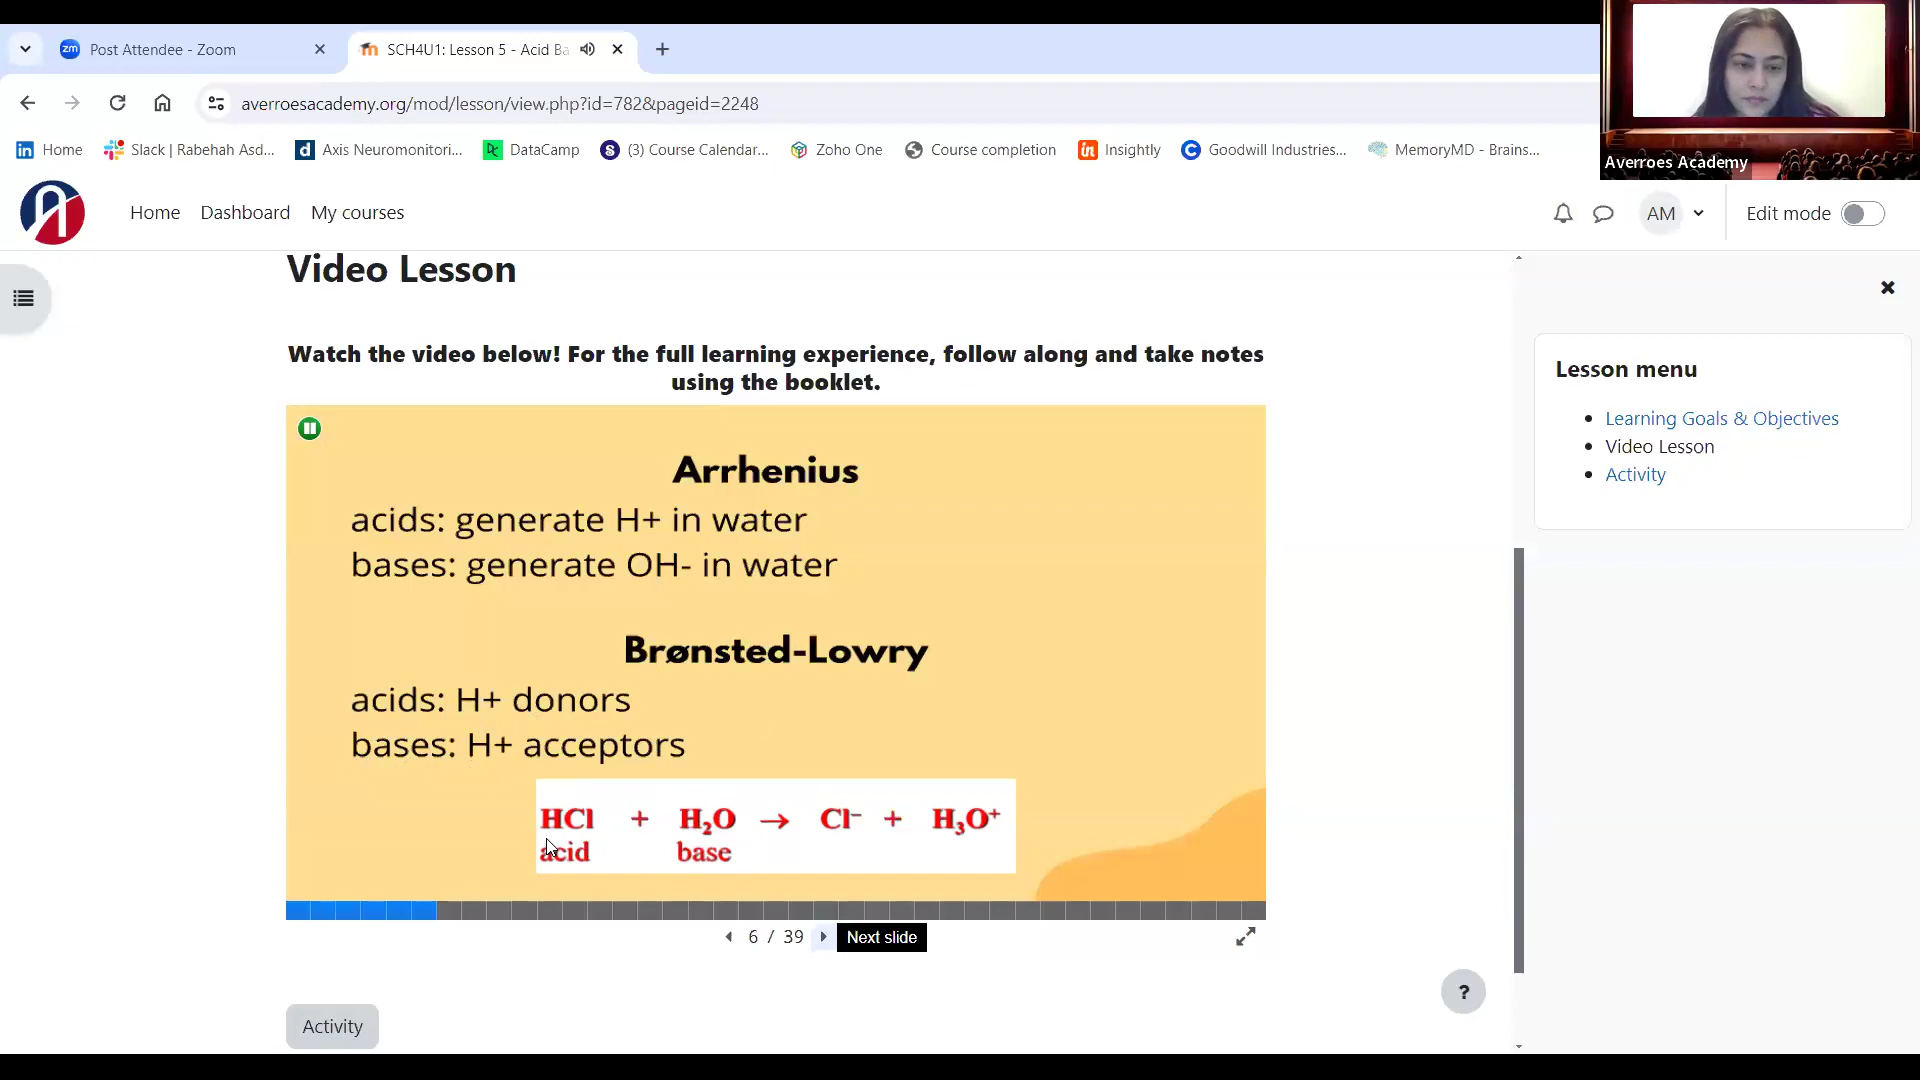 Post Attendee - Zoom
SCH4U1: Lesson 5 - Acid Ba
averroesacademy.org/mod/lesson/view.php?id=782&pageid=2248
Home
Slack | Rabehah Asd...
Axis Neuromonitori...
DataCamp
(3) Course Calendar...
Zoho One
Course completion
Insightly
Goodwill Industries...
MemoryMD - Brains...
Averroes Academy
Home
Dashboard
My courses
AM
Edit mode
Video Lesson
Watch the video below! For the full learning experience, follow along and take notes
using the booklet.
Arrhenius
acids: generate H+ in water
bases: generate OH- in water
Brønsted-Lowry
acids: H+ donors
bases: H+ acceptors
HCl + H₂O → Cl⁻ + H₃O⁺
acid base
6 / 39
Next slide
Activity
Lesson menu
Learning Goals & Objectives
Video Lesson
Activity
?